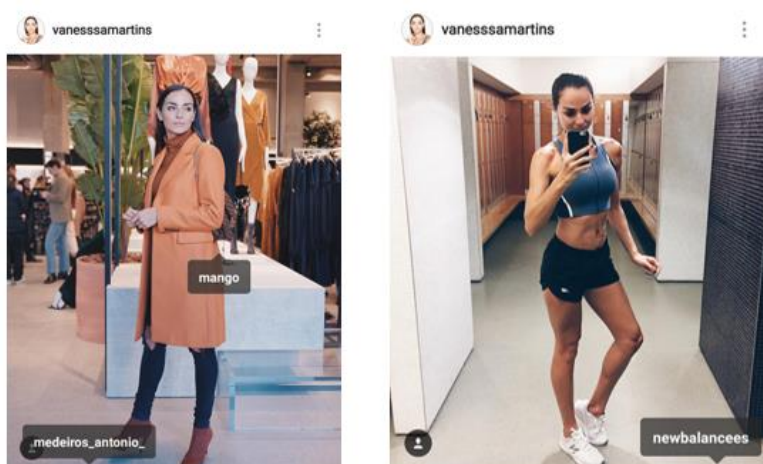 vanesssamartins
mango
.medeiros_antonio_
vanesssamartins
newbalancees